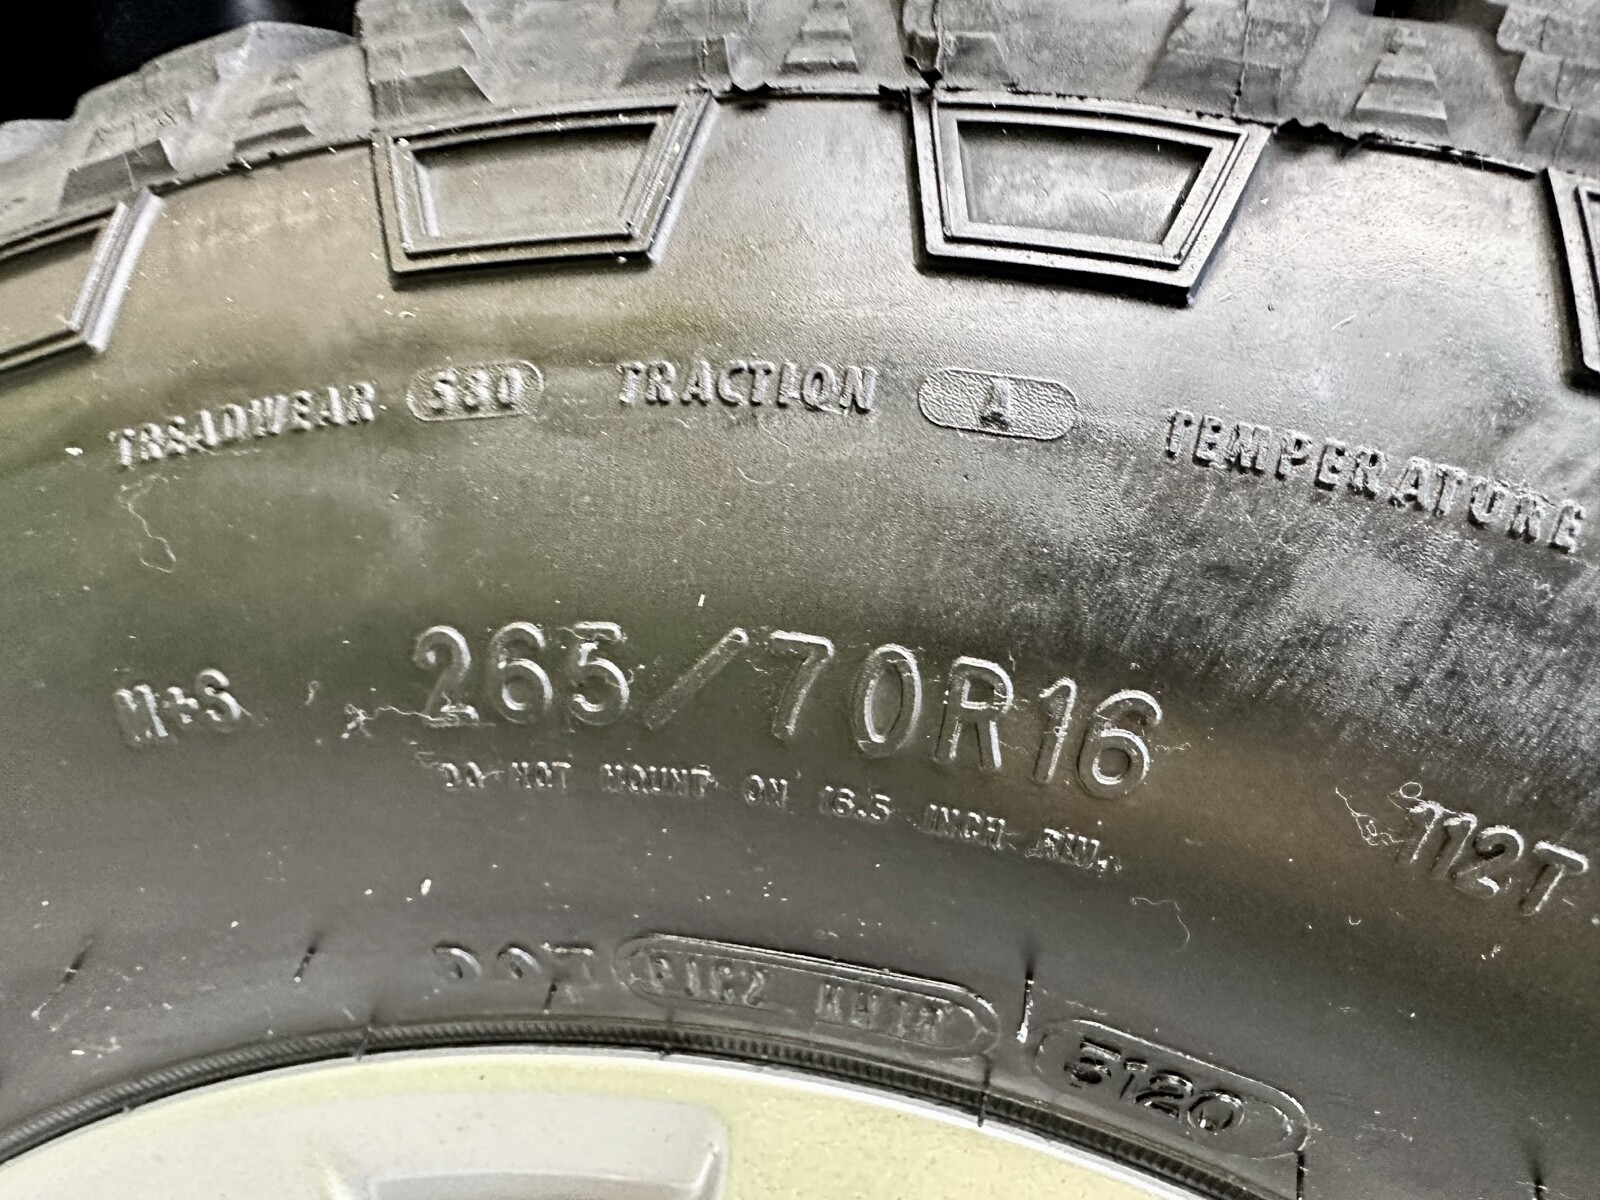 TREADWEAR 580 TRACTION A TEMPERATURE
M+S 265/70R16 112T
DO NOT MOUNT ON 16.5 INCH RIM.
DOT 5120